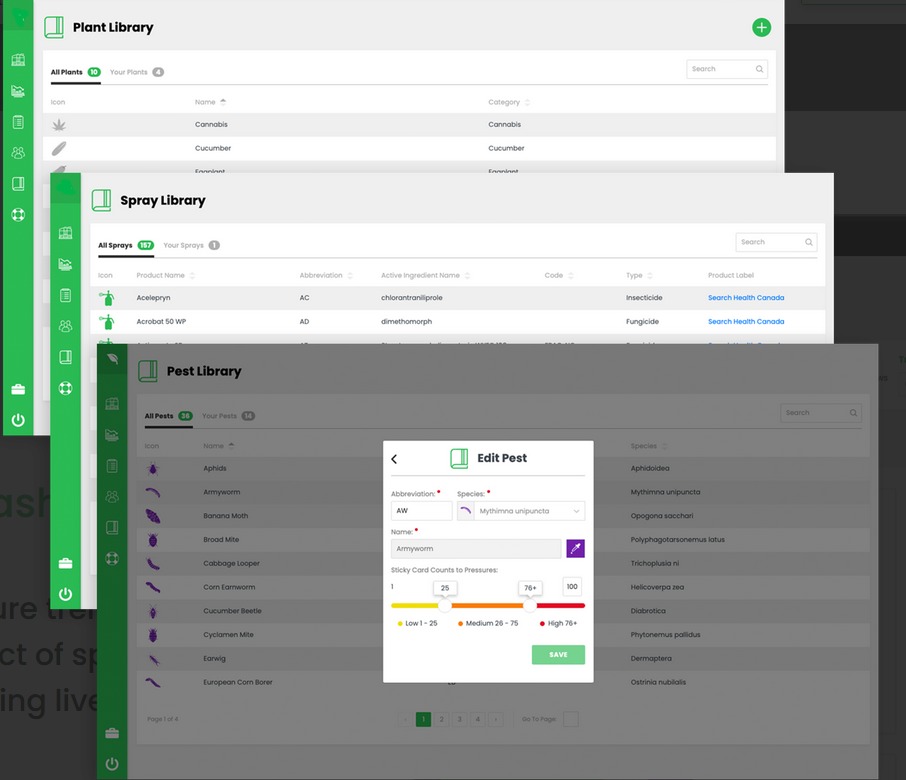 Plant Library
All Plants 10 Your Plants 4
Search
Icon Name Category
Cannabis Cannabis
Cucumber Cucumber
Eggplant Eggplant
Spray Library
All Sprays 157 Your Sprays 1
Search
Icon Product Name Abbreviation Active Ingredient Name Code Type Product Label
Acelepryn AC chlorantraniliprole Insecticide Search Health Canada
Acrobat 50 WP AD dimethomorph Fungicide Search Health Canada
Pest Library
All Pests 36 Your Pests 14
Search
Icon Name Species
Aphids Aphidoidea
Armyworm Mythimna unipuncta
Banana Moth Opogona sacchari
Broad Mite Polyphagotarsonemus latus
Cabbage Looper Trichoplusia ni
Corn Earworm Helicoverpa zea
Cucumber Beetle Diabrotica
Cyclamen Mite Phytonemus pallidus
Earwig Dermaptera
European Corn Borer Ostrinia nubilalis
Page 1 of 4
1 2 3 4 Go To Page:
Edit Pest
Abbreviation: * Species: *
AW Mythimna unipuncta
Name: *
Armyworm
Sticky Card Counts to Pressures:
1 25 76+ 100
Low 1 - 25 Medium 26 - 75 High 76+
SAVE
ash
ure
ct of
ing live